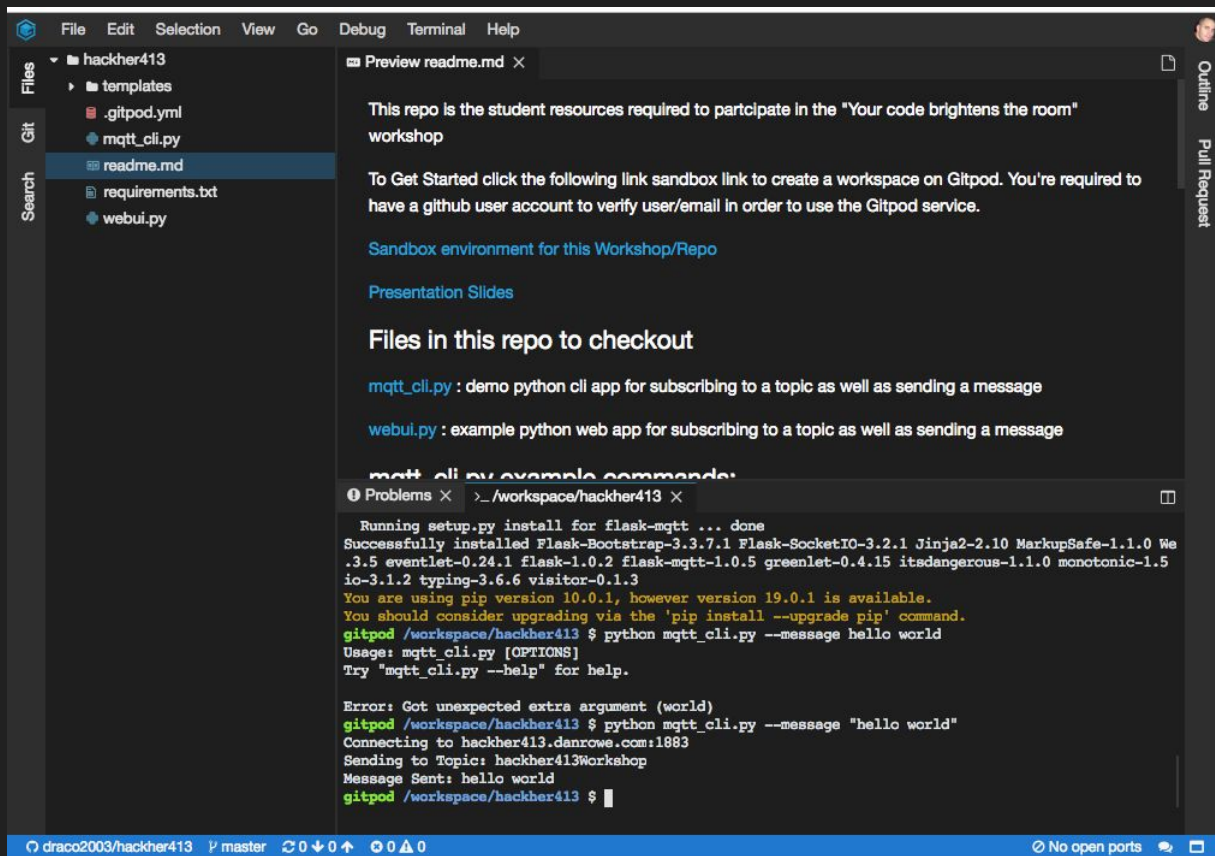 File Edit Selection View Go Debug Terminal Help
Files
Git
Search
hackher413
templates
.gitpod.yml
mqtt_cli.py
readme.md
requirements.txt
webui.py
Preview readme.md
This repo is the student resources required to partcipate in the "Your code brightens the room"
workshop
To Get Started click the following link sandbox link to create a workspace on Gitpod. You're required to
have a github user account to verify user/email in order to use the Gitpod service.
Sandbox environment for this Workshop/Repo
Presentation Slides
Files in this repo to checkout
mqtt_cli.py : demo python cli app for subscribing to a topic as well as sending a message
webui.py : example python web app for subscribing to a topic as well as sending a message
mqtt_cli.py example commands:
Outline
Pull Request
Problems >_ /workspace/hackher413
Running setup.py install for flask-mqtt ... done
Successfully installed Flask-Bootstrap-3.3.7.1 Flask-SocketIO-3.2.1 Jinja2-2.10 MarkupSafe-1.1.0 We
.3.5 eventlet-0.24.1 flask-1.0.2 flask-mqtt-1.0.5 greenlet-0.4.15 itsdangerous-1.1.0 monotonic-1.5
io-3.1.2 typing-3.6.6 visitor-0.1.3
You are using pip version 10.0.1, however version 19.0.1 is available.
You should consider upgrading via the 'pip install --upgrade pip' command.
gitpod /workspace/hackher413 $ python mqtt_cli.py --message hello world
Usage: mqtt_cli.py [OPTIONS]
Try "mqtt_cli.py --help" for help.
Error: Got unexpected extra argument (world)
gitpod /workspace/hackher413 $ python mqtt_cli.py --message "hello world"
Connecting to hackher413.danrowe.com:1883
Sending to Topic: hackher413Workshop
Message Sent: hello world
gitpod /workspace/hackher413 $
draco2003/hackher413 master 0 0 0 0 No open ports